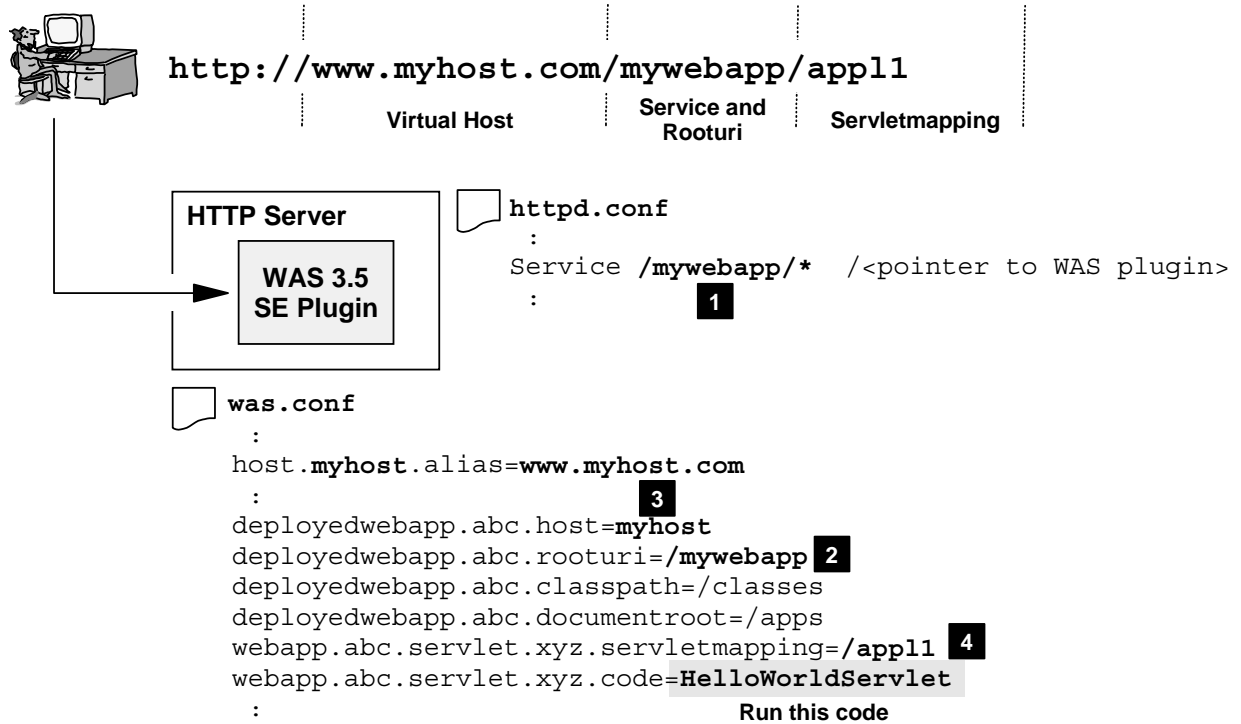 http://www.myhost.com/mywebapp/appl1
Virtual Host
Service and
Rooturi
Servletmapping
HTTP Server
WAS 3.5
SE Plugin
httpd.conf
:
Service /mywebapp/* /<pointer to WAS plugin>
:
1
was.conf
:
host.myhost.alias=www.myhost.com
:
3
deployedwebapp.abc.host=myhost
deployedwebapp.abc.rooturi=/mywebapp 2
deployedwebapp.abc.classpath=/classes
deployedwebapp.abc.documentroot=/apps
webapp.abc.servlet.xyz.servletmapping=/appl1 4
webapp.abc.servlet.xyz.code=HelloWorldServlet
:
Run this code